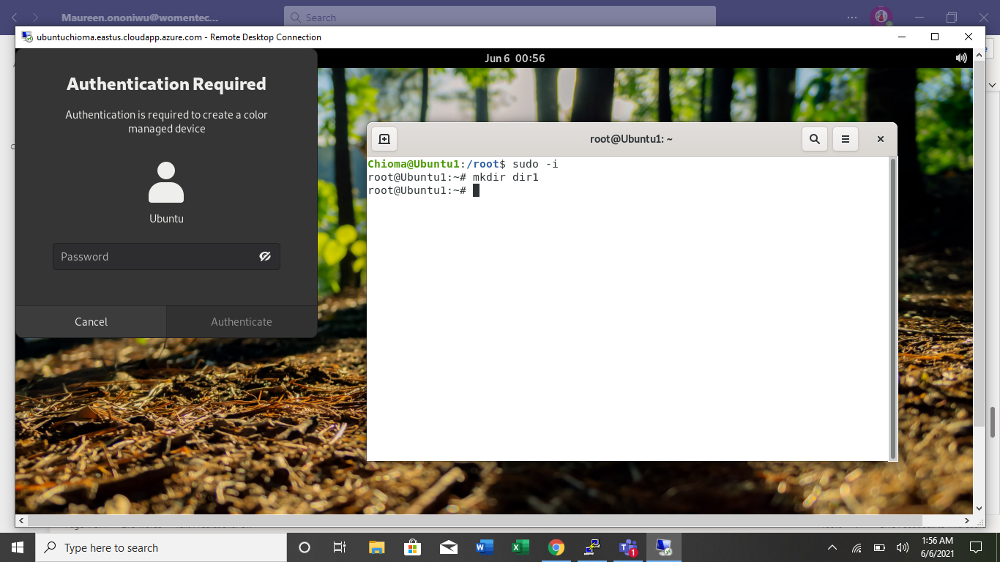 Maureen.ononiwu@womentec...
Search
ubuntuchioma.eastus.cloudapp.azure.com - Remote Desktop Connection
Jun 6 00:56
Authentication Required
Authentication is required to create a color
managed device
Ubuntu
Password
Cancel
Authenticate
root@Ubuntu1: ~
Chioma@Ubuntu1:/root$ sudo -i
root@Ubuntu1:~# mkdir dir1
root@Ubuntu1:~#
Type here to search
1
1:56 AM
6/6/2021